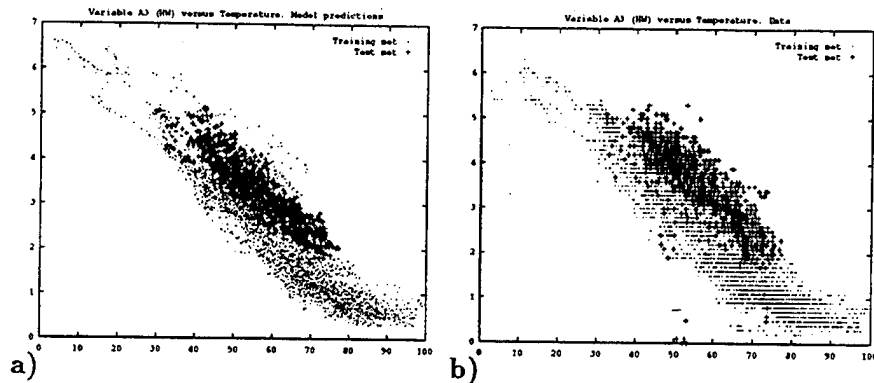 Variable A3 (HW) versus Temperature. Model predictions
7
6
5
4
3
2
1
0
0 10 20 30 40 50 60 70 80 90 100
Training set ·
Test set +
a)
Variable A3 (HW) versus Temperature. Data
7
6
5
4
3
2
1
0
0 10 20 30 40 50 60 70 80 90 100
Training set ·
Test set +
b)